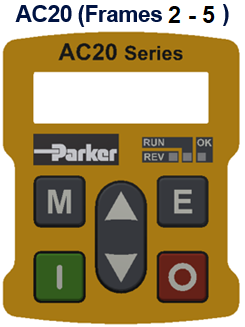 AC20 (Frames 2 - 5 )
AC20 Series
Parker
RUN OK
REV
M E
I O